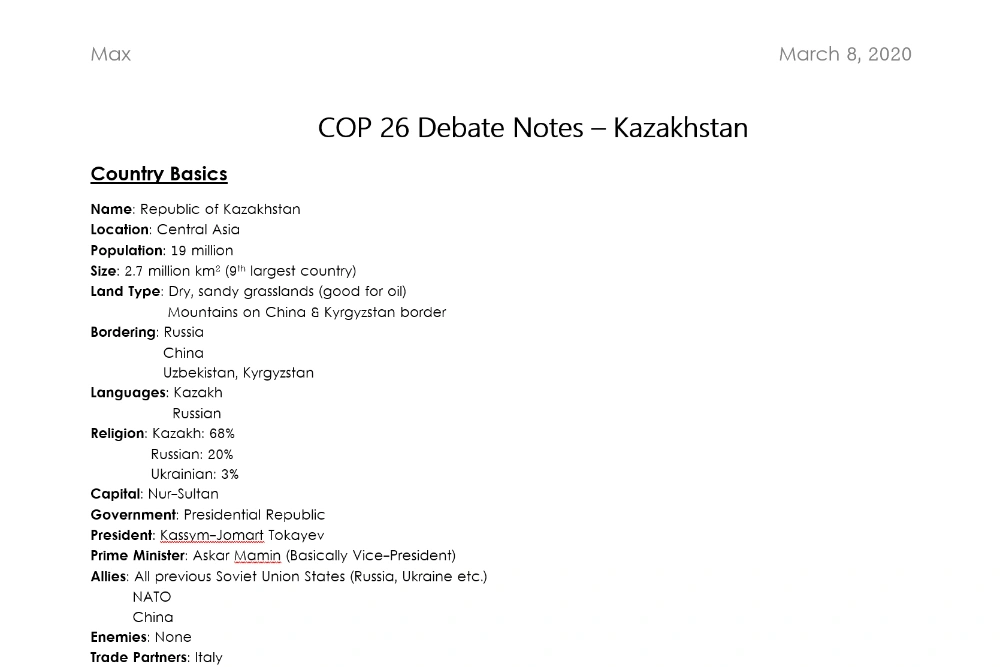 Max March 8, 2020
COP 26 Debate Notes – Kazakhstan
Country Basics
Name: Republic of Kazakhstan
Location: Central Asia
Population: 19 million
Size: 2.7 million km² (9ᵗʰ largest country)
Land Type: Dry, sandy grasslands (good for oil)
Mountains on China & Kyrgyzstan border
Bordering: Russia
China
Uzbekistan, Kyrgyzstan
Languages: Kazakh
Russian
Religion: Kazakh: 68%
Russian: 20%
Ukrainian: 3%
Capital: Nur-Sultan
Government: Presidential Republic
President: Kassym-Jomart Tokayev
Prime Minister: Askar Mamin (Basically Vice-President)
Allies: All previous Soviet Union States (Russia, Ukraine etc.)
NATO
China
Enemies: None
Trade Partners: Italy